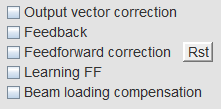 Output vector correction
Feedback
Feedforward correction Rst
Learning FF
Beam loading compensation